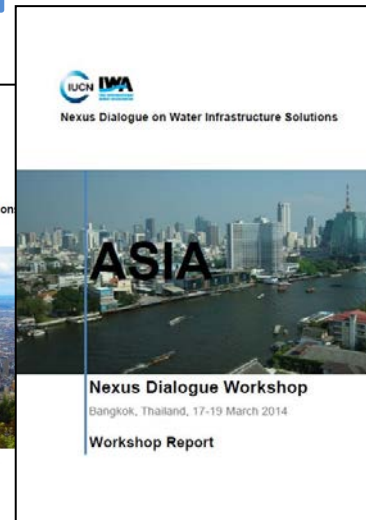 IUCN IWA
Nexus Dialogue on Water Infrastructure Solutions
ASIA
Nexus Dialogue Workshop
Bangkok, Thailand, 17-19 March 2014
Workshop Report